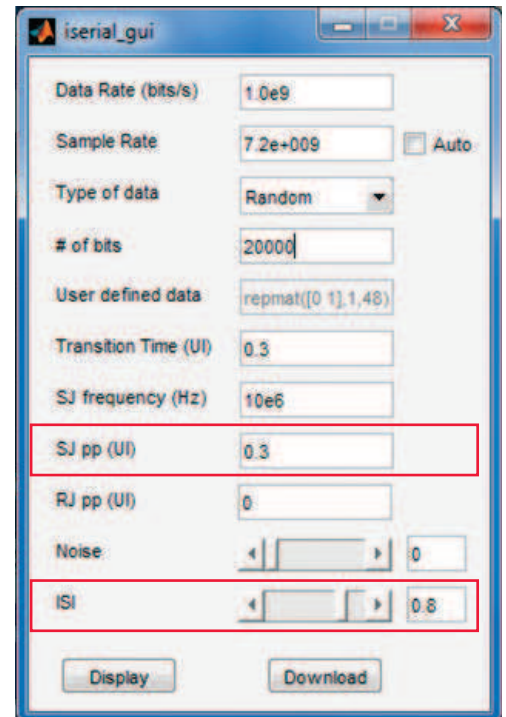 iserial_gui
Data Rate (bits/s) 1.0e9
Sample Rate 7.2e+009 Auto
Type of data Random
# of bits 20000
User defined data repmat([0 1],1,48)
Transition Time (UI) 0.3
SJ frequency (Hz) 10e6
SJ pp (UI) 0.3
RJ pp (UI) 0
Noise 0
ISI 0.8
Display Download